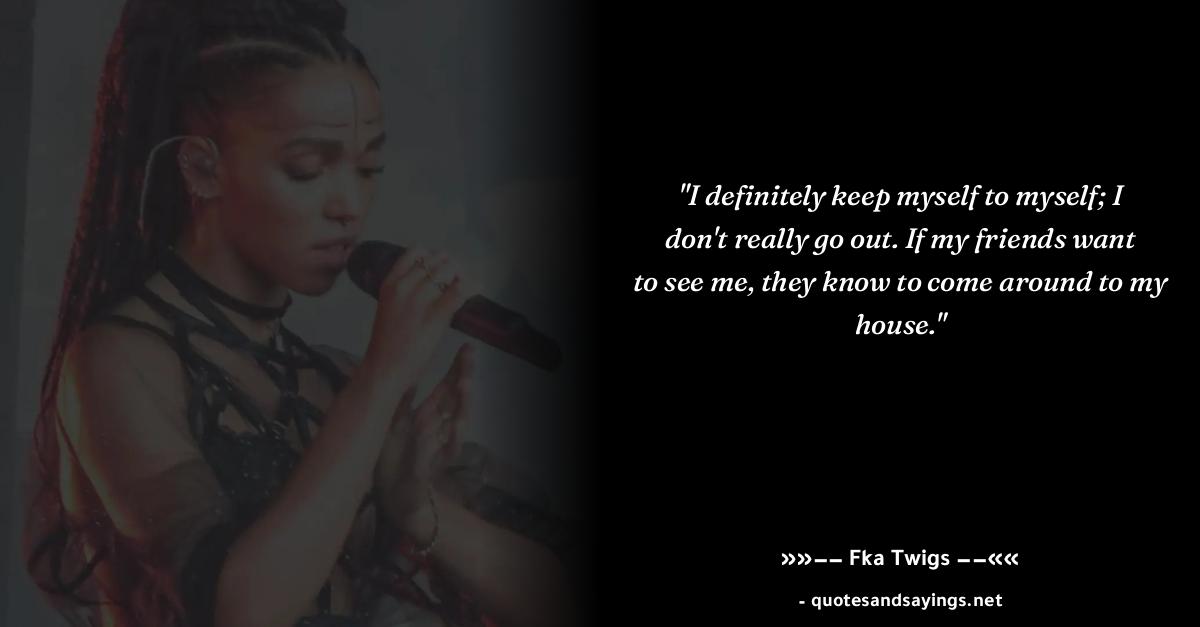 "I definitely keep myself to myself; I
don't really go out. If my friends want
to see me, they know to come around to my
house."
»»–– Fka Twigs ––««
- quotesandsayings.net